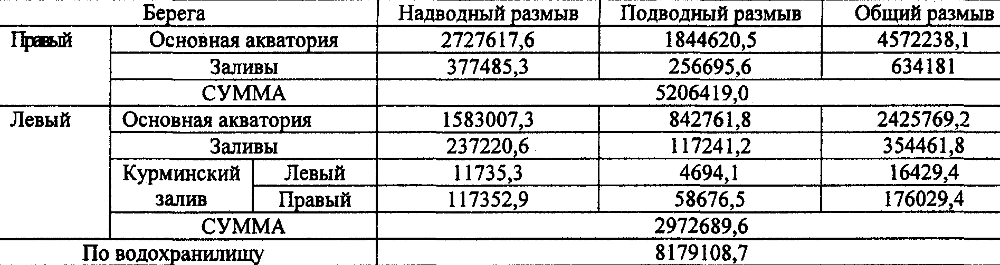 Берега Надводный размыв Подводный размыв Общий размыв
Правый Основная акватория 2727617,6 1844620,5 4572238,1
Заливы 377485,3 256695,6 634181
СУММА 5206419,0
Левый Основная акватория 1583007,3 842761,8 2425769,2
Заливы 237220,6 117241,2 354461,8
Курминский Левый 11735,3 4694,1 16429,4
залив Правый 117352,9 58676,5 176029,4
СУММА 2972689,6
По водохранилищу 8179108,7